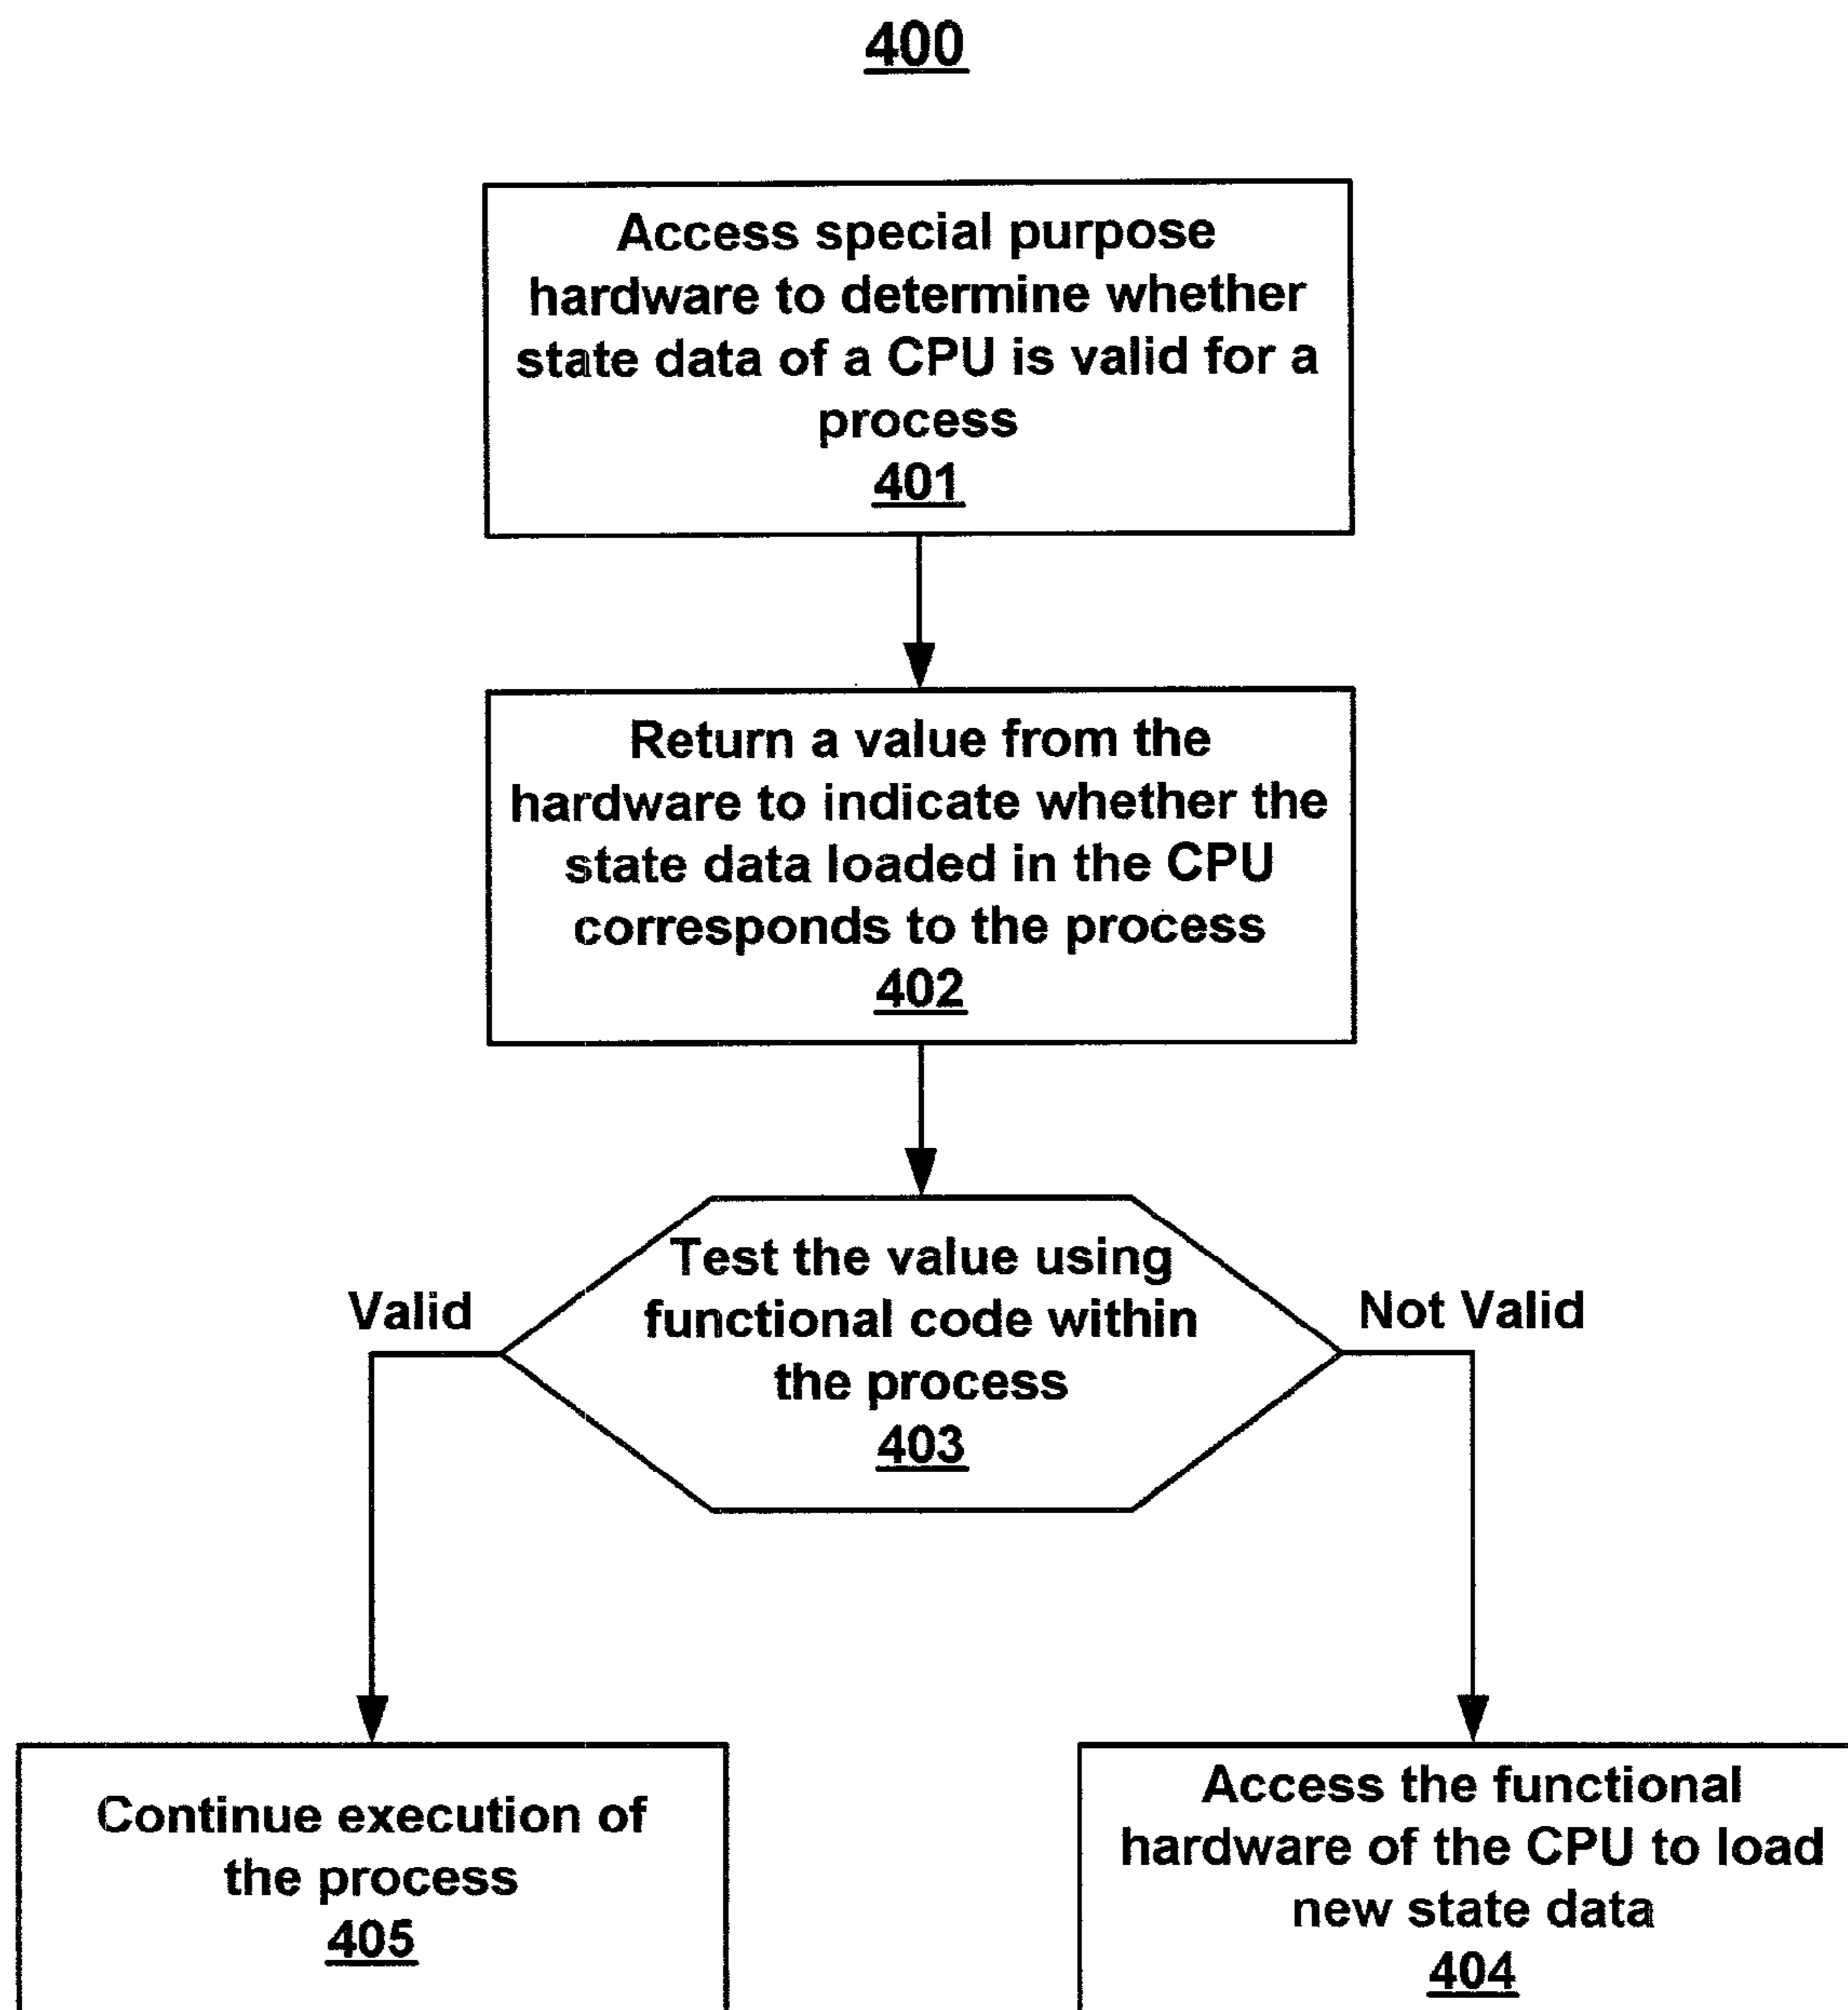 400
Access special purpose
hardware to determine whether
state data of a CPU is valid for a
process
401
Return a value from the
hardware to indicate whether the
state data loaded in the CPU
corresponds to the process
402
Test the value using
functional code within
the process
403
Valid
Not Valid
Continue execution of
the process
405
Access the functional
hardware of the CPU to load
new state data
404